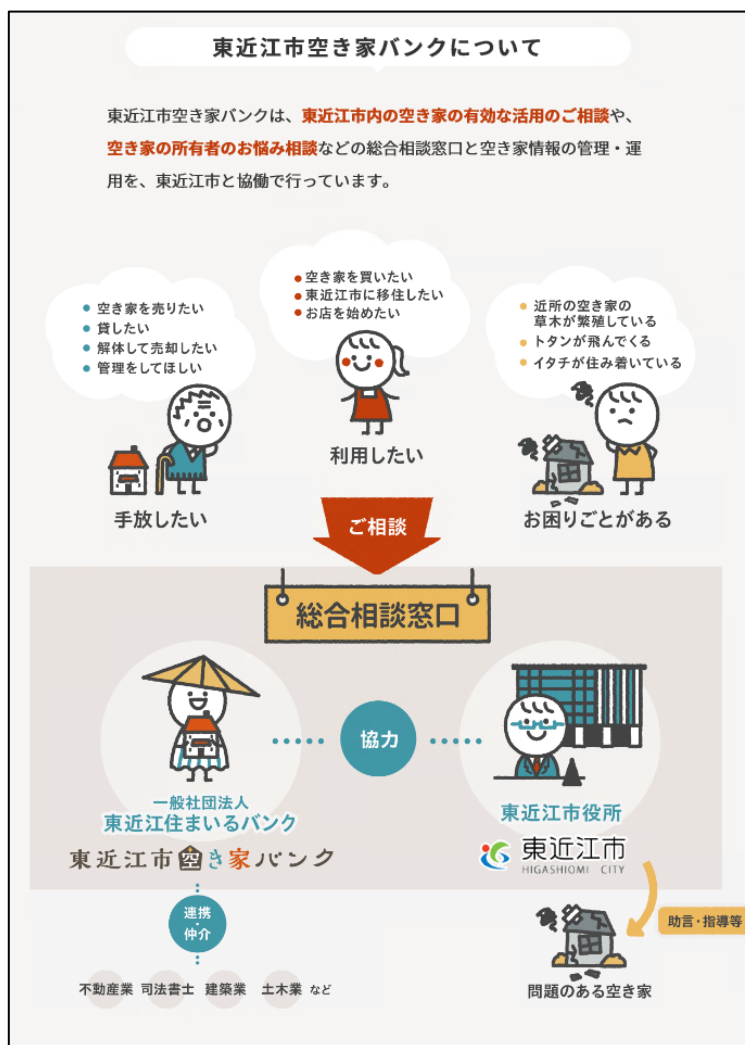 東近江市空き家バンクについて
東近江市空き家バンクは、東近江市内の空き家の有効な活用のご相談や、
空き家の所有者のお悩み相談などの総合相談窓口と空き家情報の管理・運
用を、東近江市と協働で行っています。
空き家を売りたい
貸したい
解体して売却したい
管理をしてほしい
手放したい
空き家を買いたい
東近江市に移住したい
お店を始めたい
利用したい
近所の空き家の
草木が繁殖している
トタンが飛んでくる
イタチが住み着いている
お困りごとがある
ご相談
総合相談窓口
一般社団法人
東近江住まいるバンク
東近江市空き家バンク
協力
東近江市役所
東近江市
HIGASHIOMI CITY
連携
・
仲介
不動産業 司法書士 建築業 土木業 など
助言・指導等
問題のある空き家